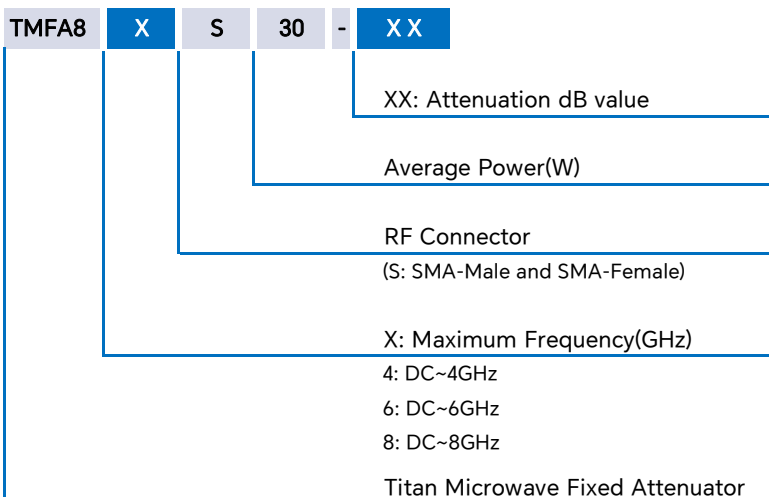 TMFA8 X S 30 - X X
XX: Attenuation dB value
Average Power(W)
RF Connector
(S: SMA-Male and SMA-Female)
X: Maximum Frequency(GHz)
4: DC~4GHz
6: DC~6GHz
8: DC~8GHz
Titan Microwave Fixed Attenuator